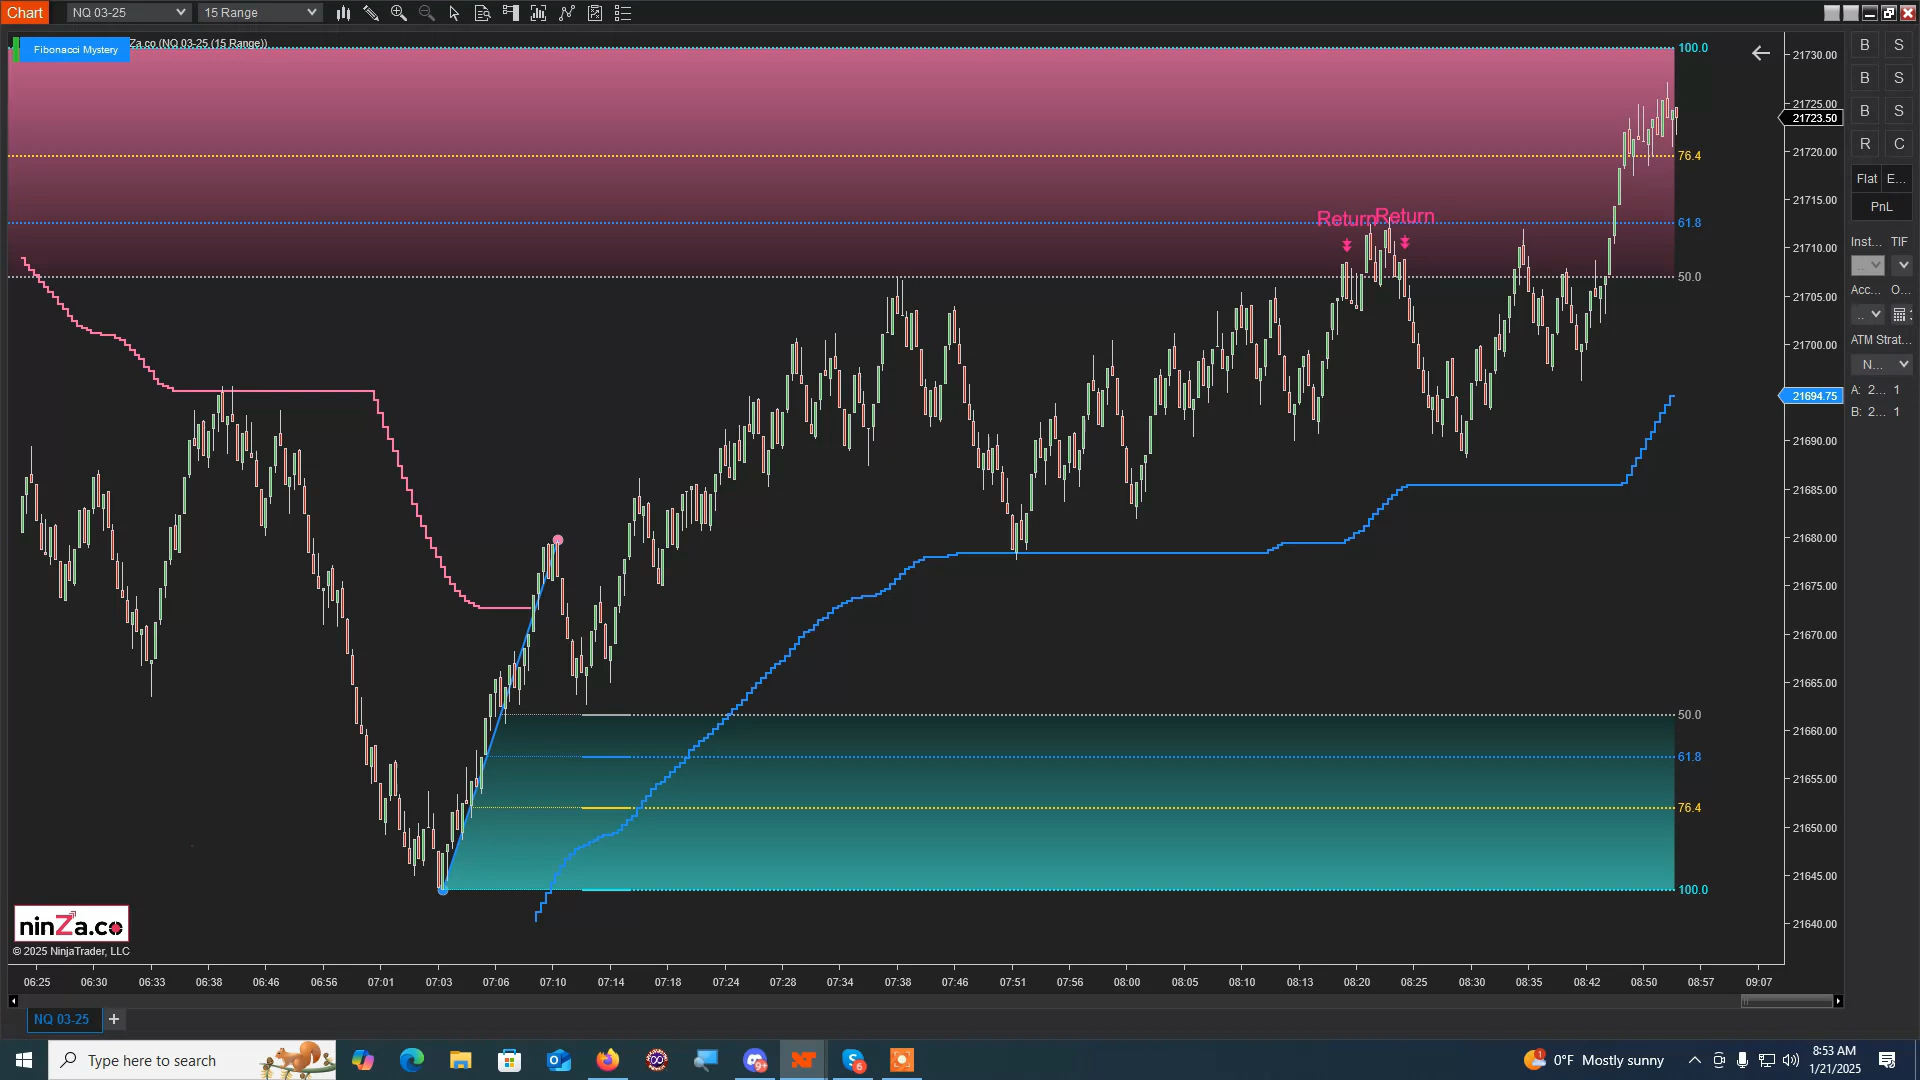 Chart NQ 03-25 15 Range
Fibonacci Mystery Za.co (NQ 03-25 (15 Range))
100.0
76.4
61.8
50.0
Return Return
50.0
61.8
76.4
100.0
21730.00
21725.00
21723.50
21720.00
21715.00
21710.00
21705.00
21700.00
21694.75
21690.00
21685.00
21680.00
21675.00
21670.00
21665.00
21660.00
21655.00
21650.00
21645.00
21640.00
B S
B S
B S
R C
Flat E...
PnL
Inst... TIF
Acc... O...
ATM Strat...
N...
A: 2... 1
B: 2... 1
ninZa.co
© 2025 NinjaTrader, LLC
06:25 06:30 06:33 06:38 06:46 06:56 07:01 07:03 07:06 07:10 07:14 07:18 07:24 07:28 07:34 07:38 07:46 07:51 07:56 08:00 08:05 08:10 08:13 08:20 08:25 08:30 08:35 08:42 08:50 08:57 09:07
NQ 03-25 +
Type here to search
9+
6
1
0°F Mostly sunny
8:53 AM
1/21/2025